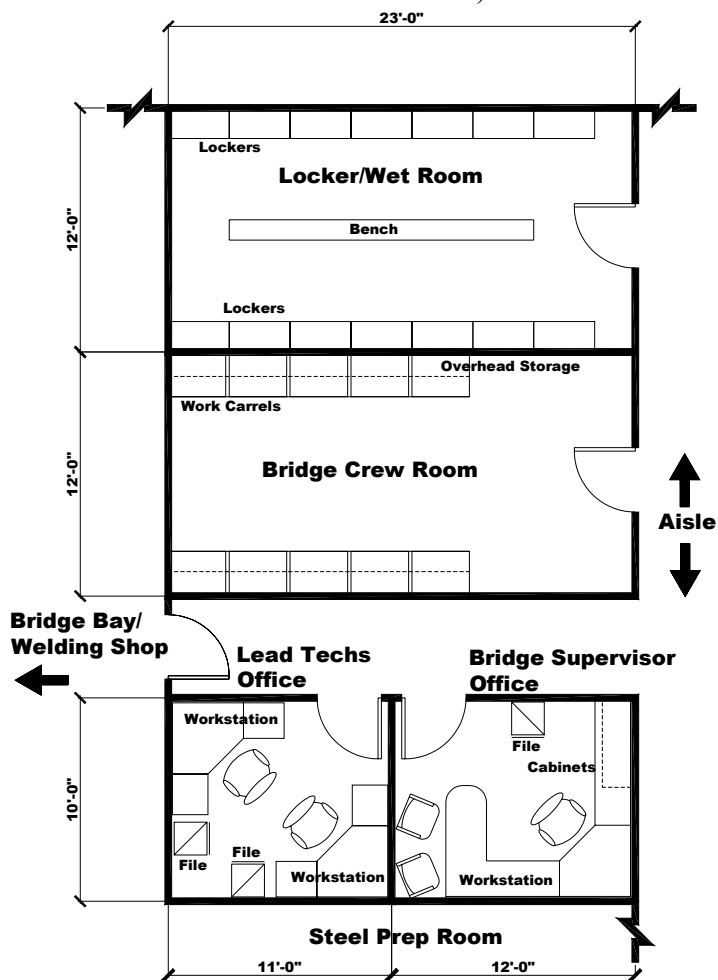 23'-0"
Lockers
Locker/Wet Room
12'-0"
Bench
Lockers
Overhead Storage
Work Carrels
12'-0"
Bridge Crew Room
Aisle
Bridge Bay/
Welding Shop
Lead Techs
Office
Bridge Supervisor
Office
Workstation
File
Cabinets
10'-0"
File
File
Workstation
Workstation
Steel Prep Room
11'-0"
12'-0"